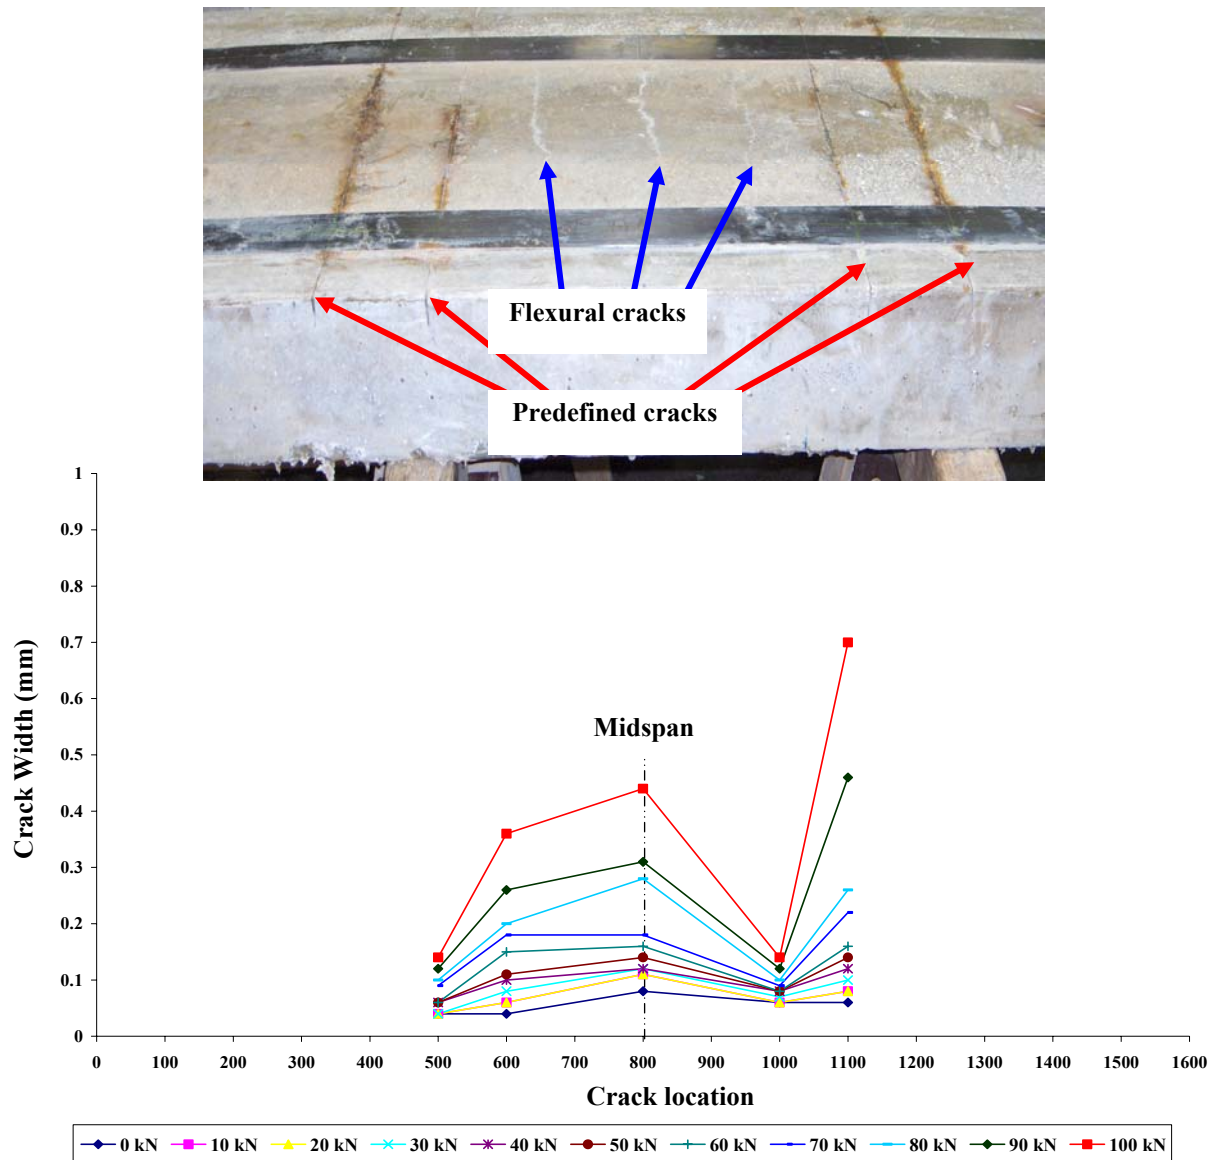 Flexural cracks
Predefined cracks
1
0.9
0.8
0.7
0.6
0.5
0.4
0.3
0.2
0.1
0
Crack Width (mm)
Midspan
0 100 200 300 400 500 600 700 800 900 1000 1100 1200 1300 1400 1500 1600
Crack location
0 kN 10 kN 20 kN 30 kN 40 kN 50 kN 60 kN 70 kN 80 kN 90 kN 100 kN